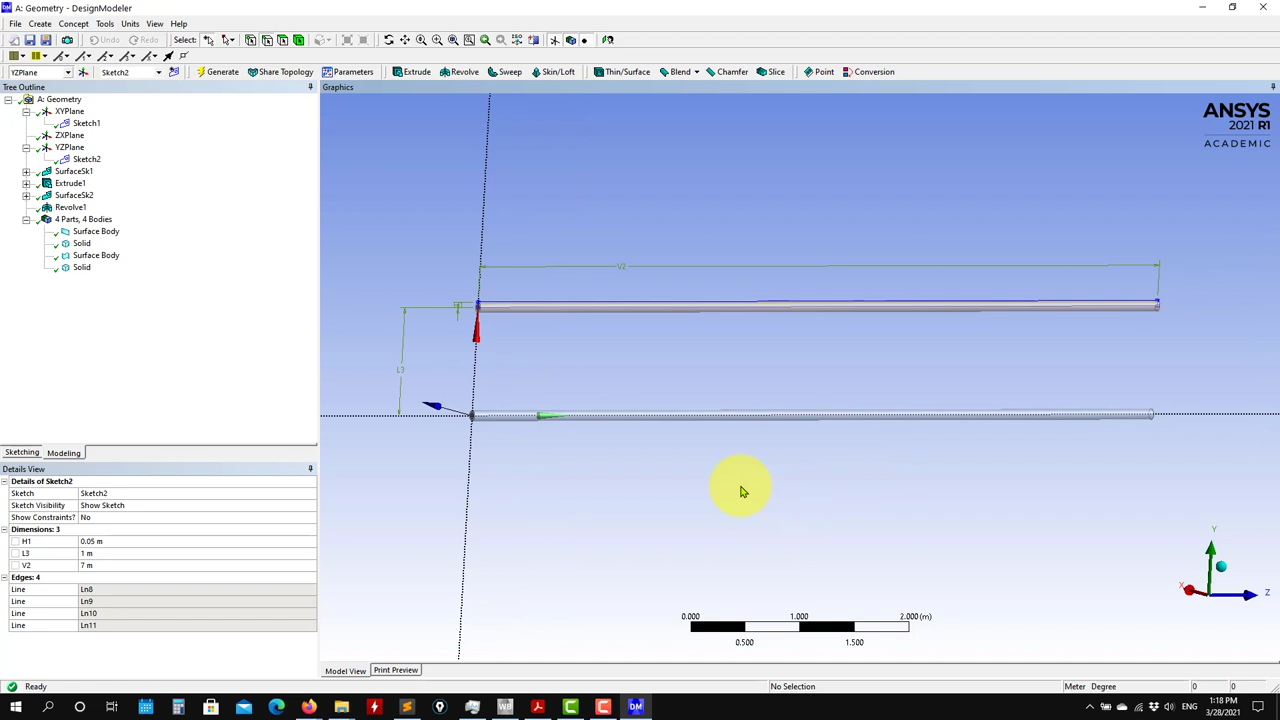 A: Geometry - DesignModeler
File Create Concept Tools Units View Help
Undo Redo Select:
YZPlane Sketch2 Generate Share Topology Parameters Extrude Revolve Sweep Skin/Loft Thin/Surface Blend Chamfer Slice Point Conversion
Tree Outline
Graphics
A: Geometry
XYPlane
Sketch1
ZXPlane
YZPlane
Sketch2
SurfaceSk1
Extrude1
SurfaceSk2
Revolve1
4 Parts, 4 Bodies
Surface Body
Solid
Surface Body
Solid
ANSYS
2021 R1
ACADEMIC
V2
L3
Y
X
Z
0.000 1.000 2.000 (m)
0.500 1.500
Sketching Modeling
Details View
Details of Sketch2
Sketch Sketch2
Sketch Visibility Show Sketch
Show Constraints? No
Dimensions: 3
H1 0.05 m
L3 1 m
V2 7 m
Edges: 4
Line Ln8
Line Ln9
Line Ln10
Line Ln11
Model View Print Preview
Ready
No Selection
Meter Degree 0 0
WB
DM
ENG
1:18 PM
3/28/2021